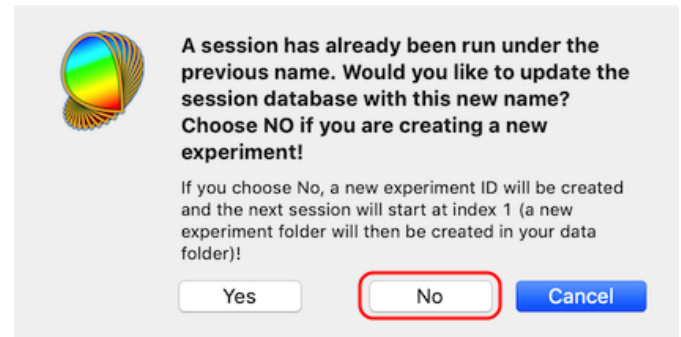 A session has already been run under the
previous name. Would you like to update the
session database with this new name?
Choose NO if you are creating a new
experiment!
If you choose No, a new experiment ID will be created
and the next session will start at index 1 (a new
experiment folder will then be created in your data
folder)!
Yes
No
Cancel